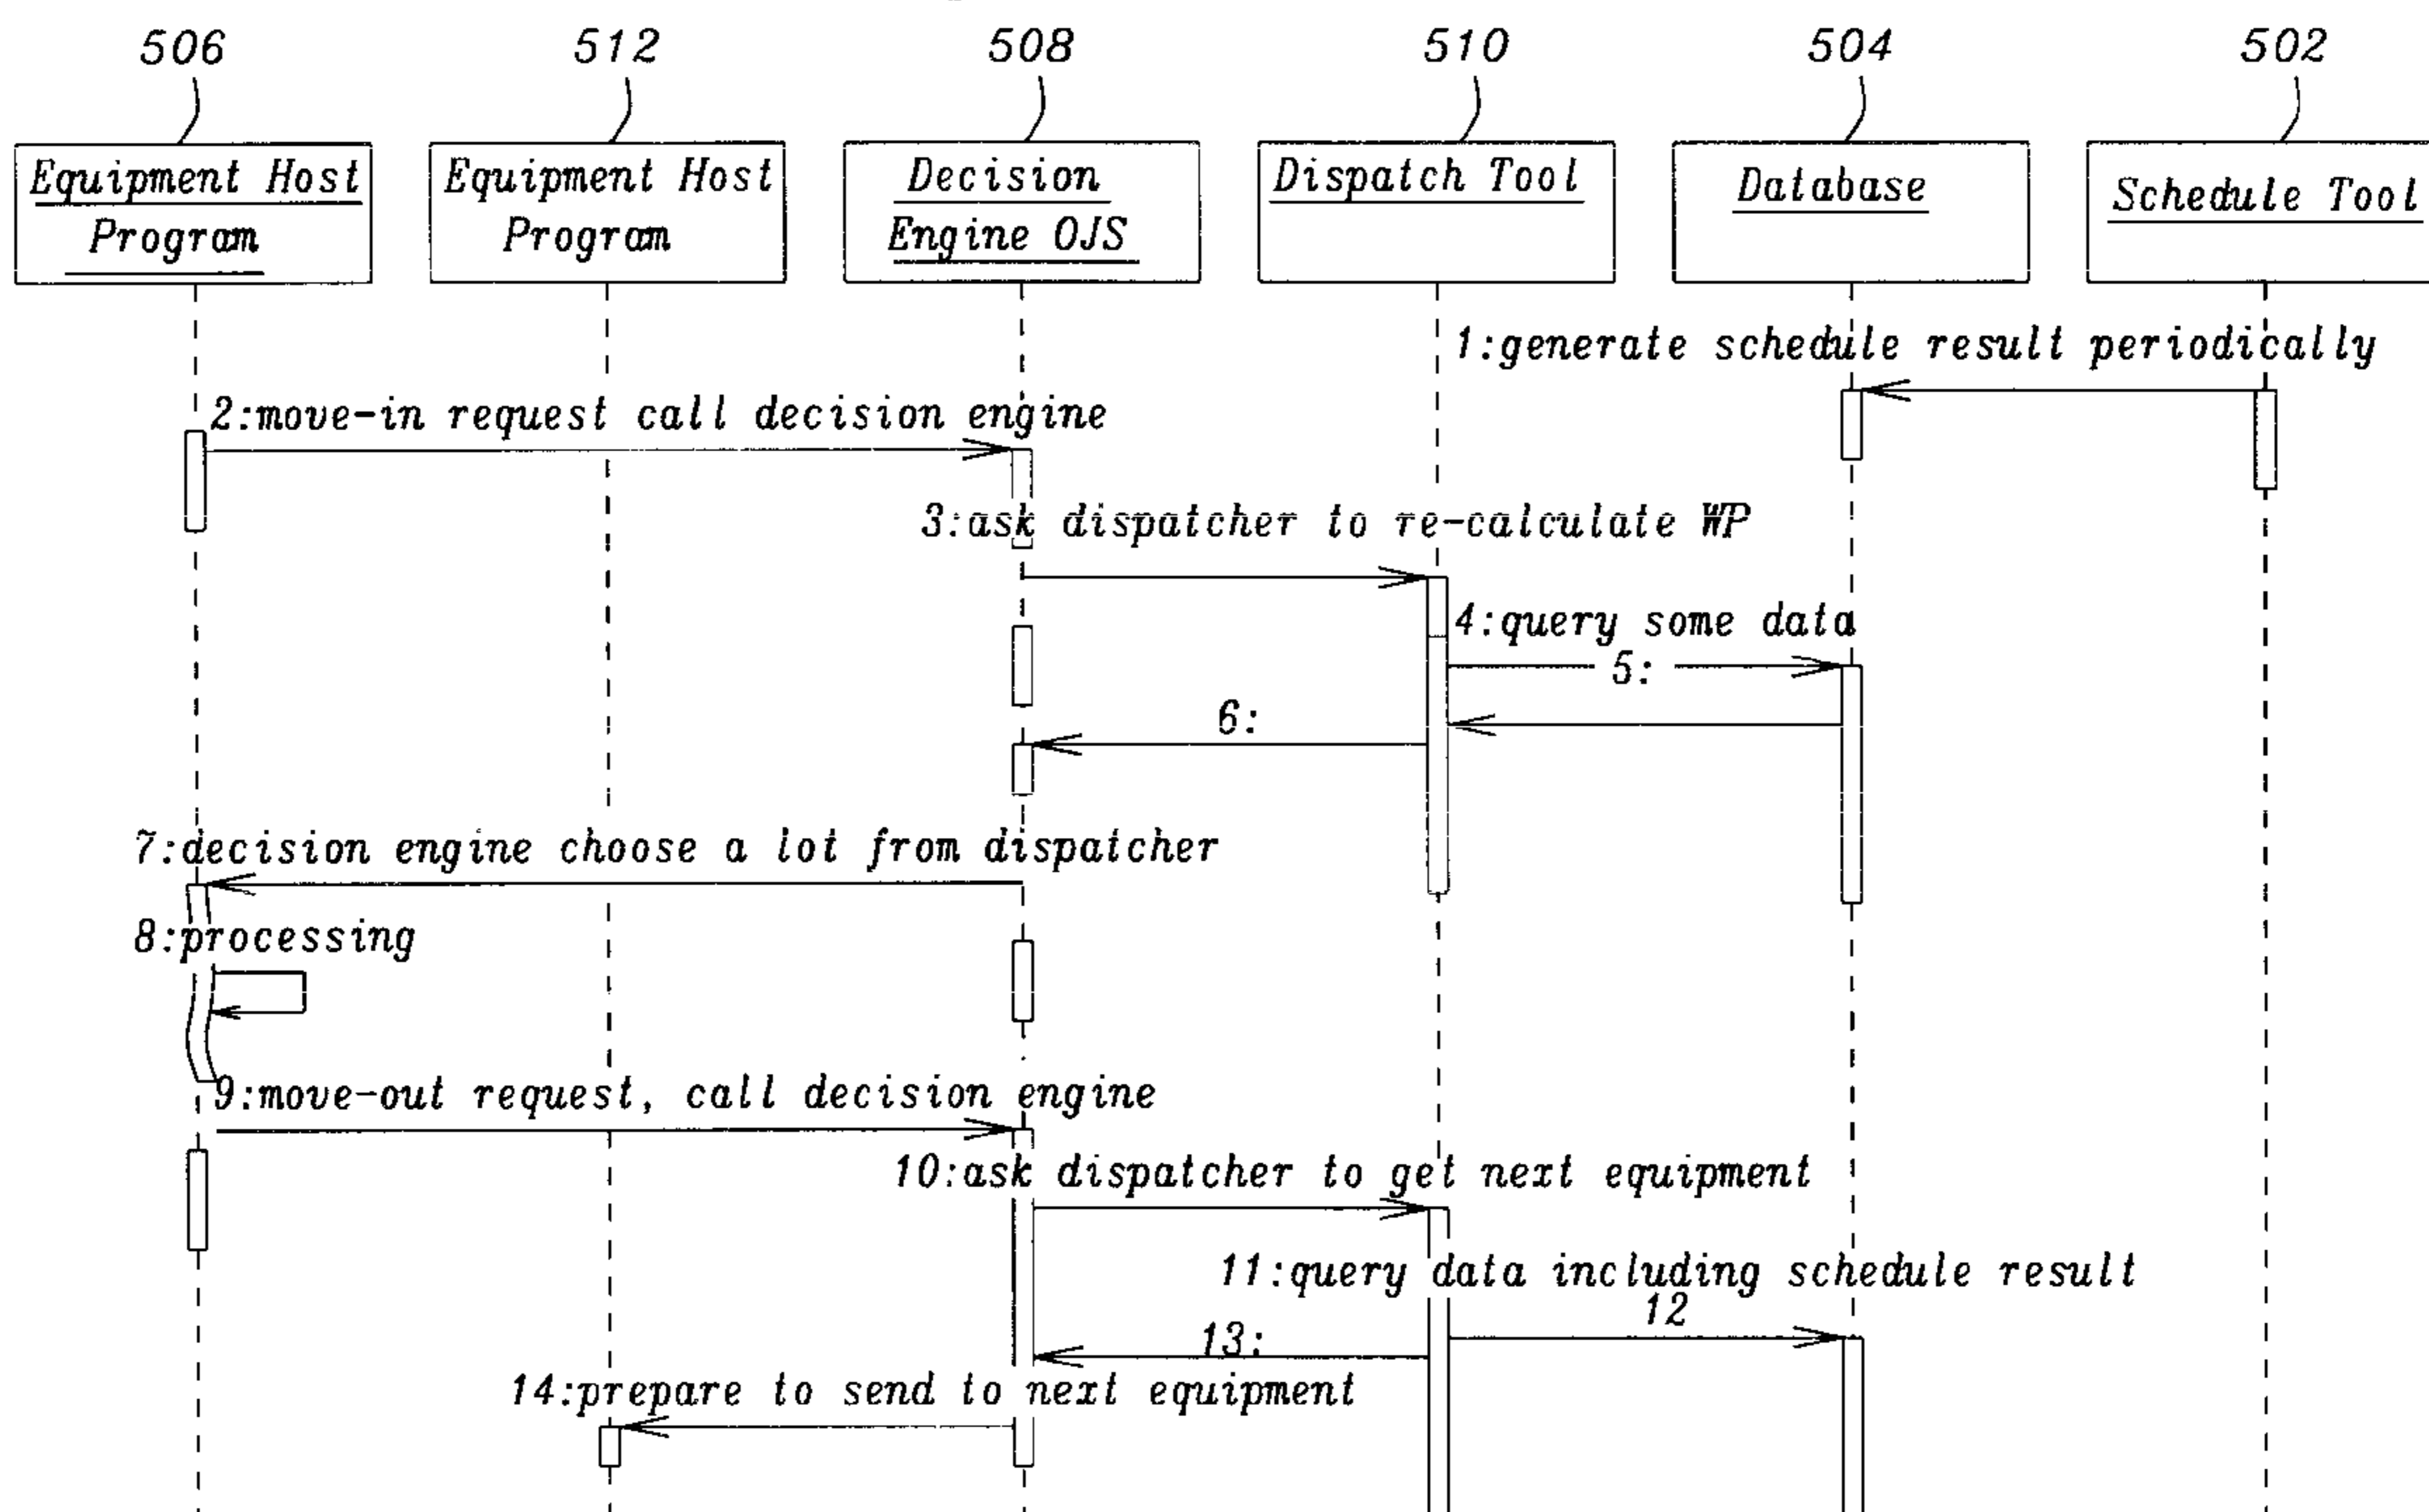 506 512 508 510 504 502
Equipment Host Program
Equipment Host Program
Decision Engine OJS
Dispatch Tool
Database
Schedule Tool
1:generate schedule result periodically
2:move-in request call decision engine
3:ask dispatcher to re-calculate WP
4:query some data
5:
6:
7:decision engine choose a lot from dispatcher
8:processing
9:move-out request, call decision engine
10:ask dispatcher to get next equipment
11:query data including schedule result
12
13:
14:prepare to send to next equipment